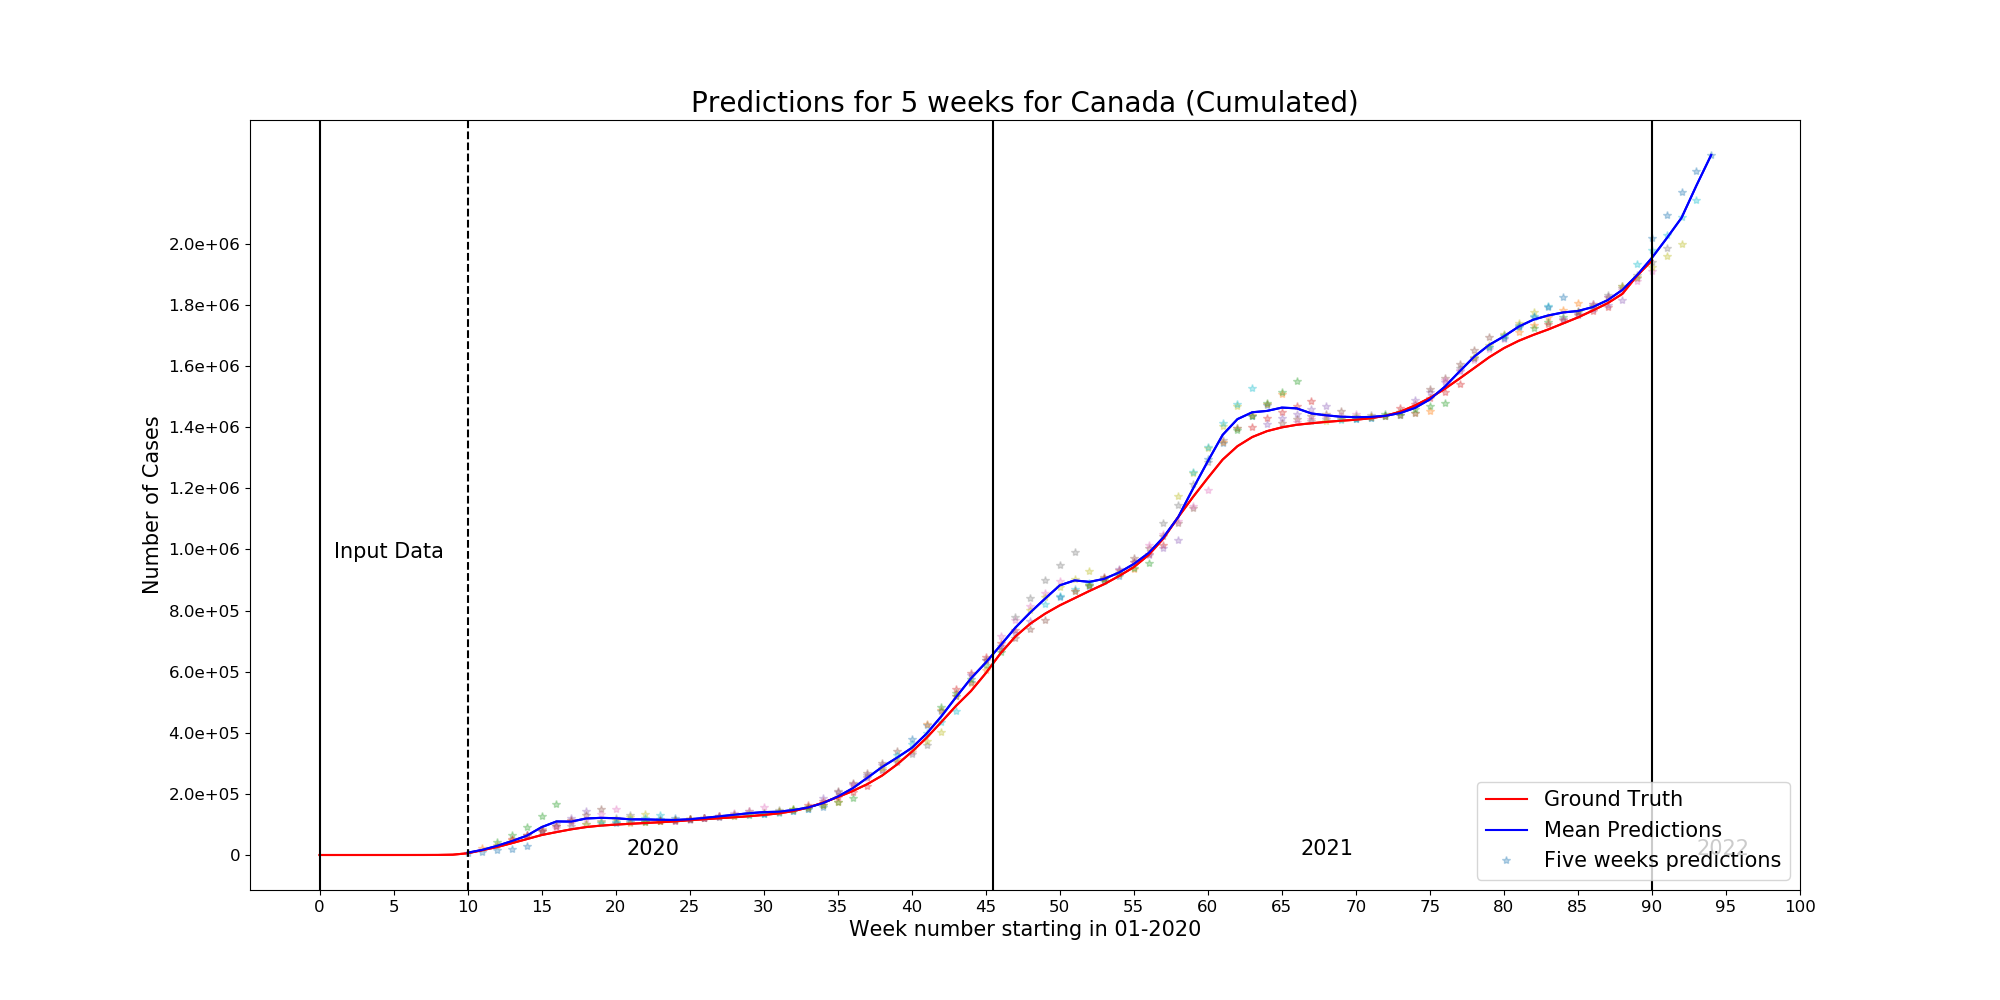 Predictions for 5 weeks for Canada (Cumulated)
Number of Cases
2.0e+06
1.8e+06
1.6e+06
1.4e+06
1.2e+06
1.0e+06
8.0e+05
6.0e+05
4.0e+05
2.0e+05
0
Input Data
2020
2021
2022
Ground Truth
Mean Predictions
Five weeks predictions
0 5 10 15 20 25 30 35 40 45 50 55 60 65 70 75 80 85 90 95 100
Week number starting in 01-2020